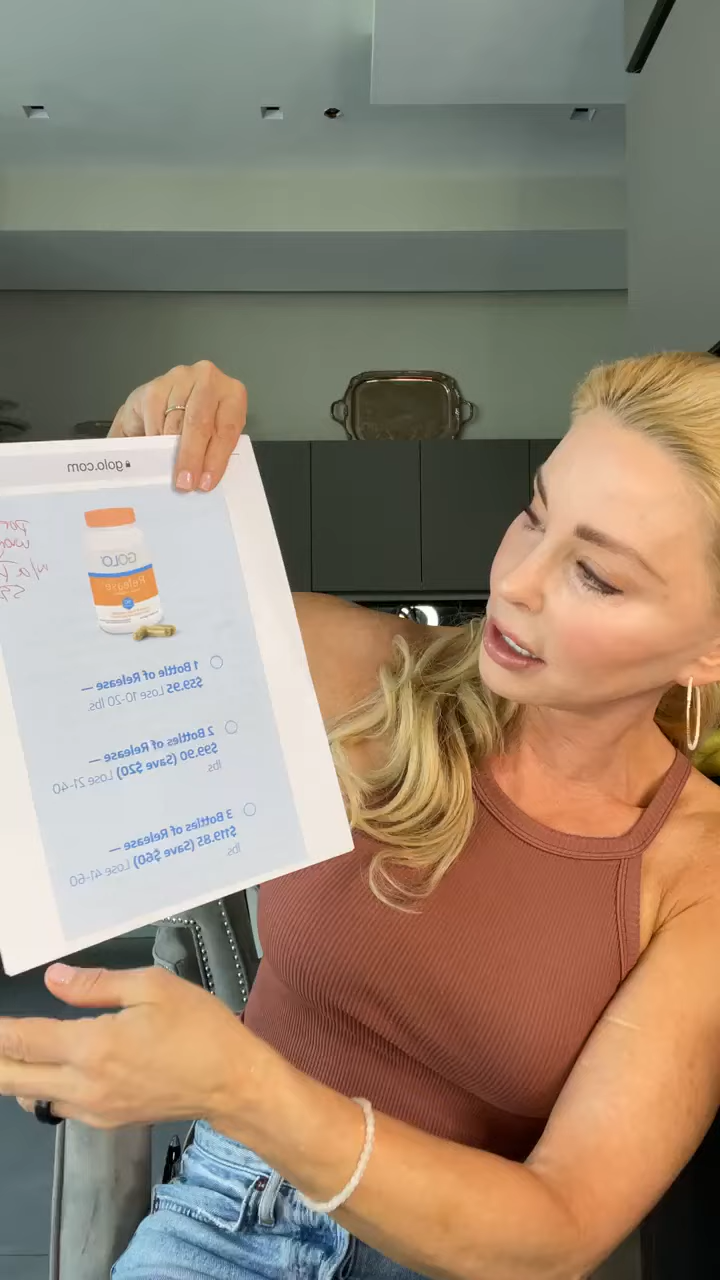 golo.com
GOLO
Release
1 Bottle of Release —
$59.95 Lose 10-20 lbs.
2 Bottles of Release —
$99.90 (Save $20) Lose 21-40
lbs
3 Bottles of Release —
$119.85 (Save $60) Lose 41-60
lbs